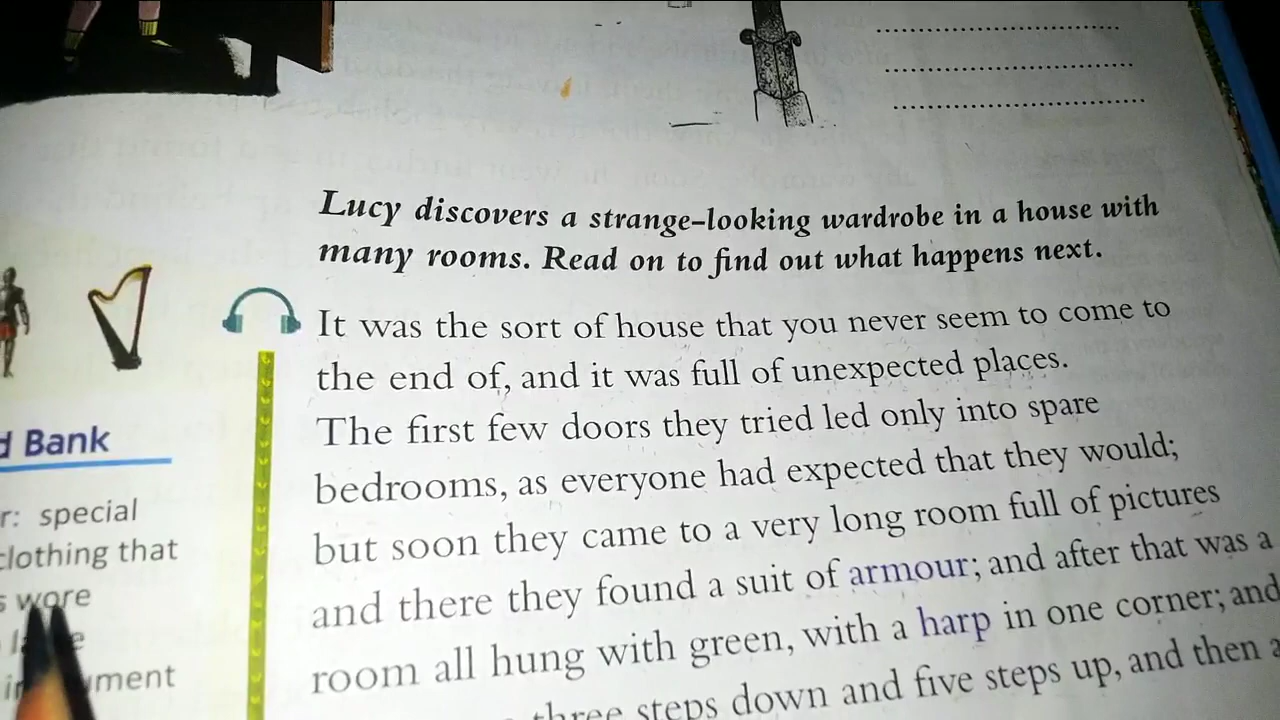 Lucy discovers a strange-looking wardrobe in a house with
many rooms. Read on to find out what happens next.
It was the sort of house that you never seem to come to
the end of, and it was full of unexpected places.
The first few doors they tried led only into spare
bedrooms, as everyone had expected that they would;
but soon they came to a very long room full of pictures
and there they found a suit of armour; and after that was a
room all hung with green, with a harp in one corner; and
three steps down and five steps up, and then a
Bank
special
clothing that
wore